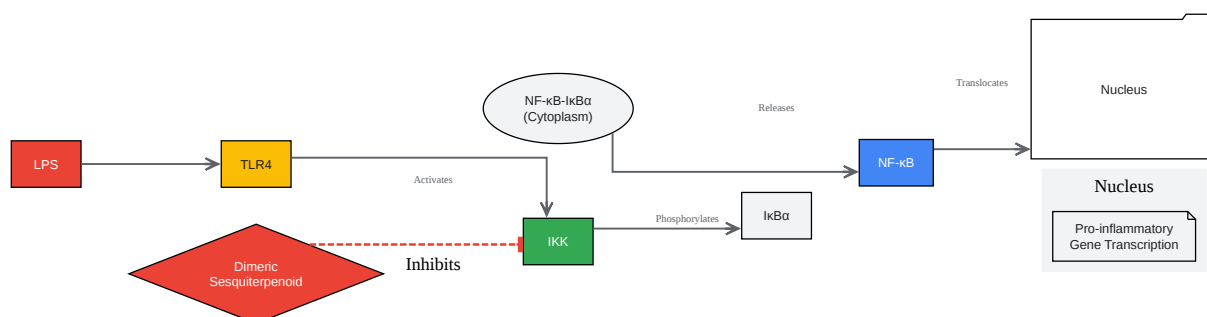 LPS
TLR4
Activates
Dimeric
Sesquiterpenoid
Inhibits
NF-κB-IκBα
(Cytoplasm)
IKK
Phosphorylates
IκBα
Releases
NF-κB
Translocates
Nucleus
Nucleus
Pro-inflammatory
Gene Transcription